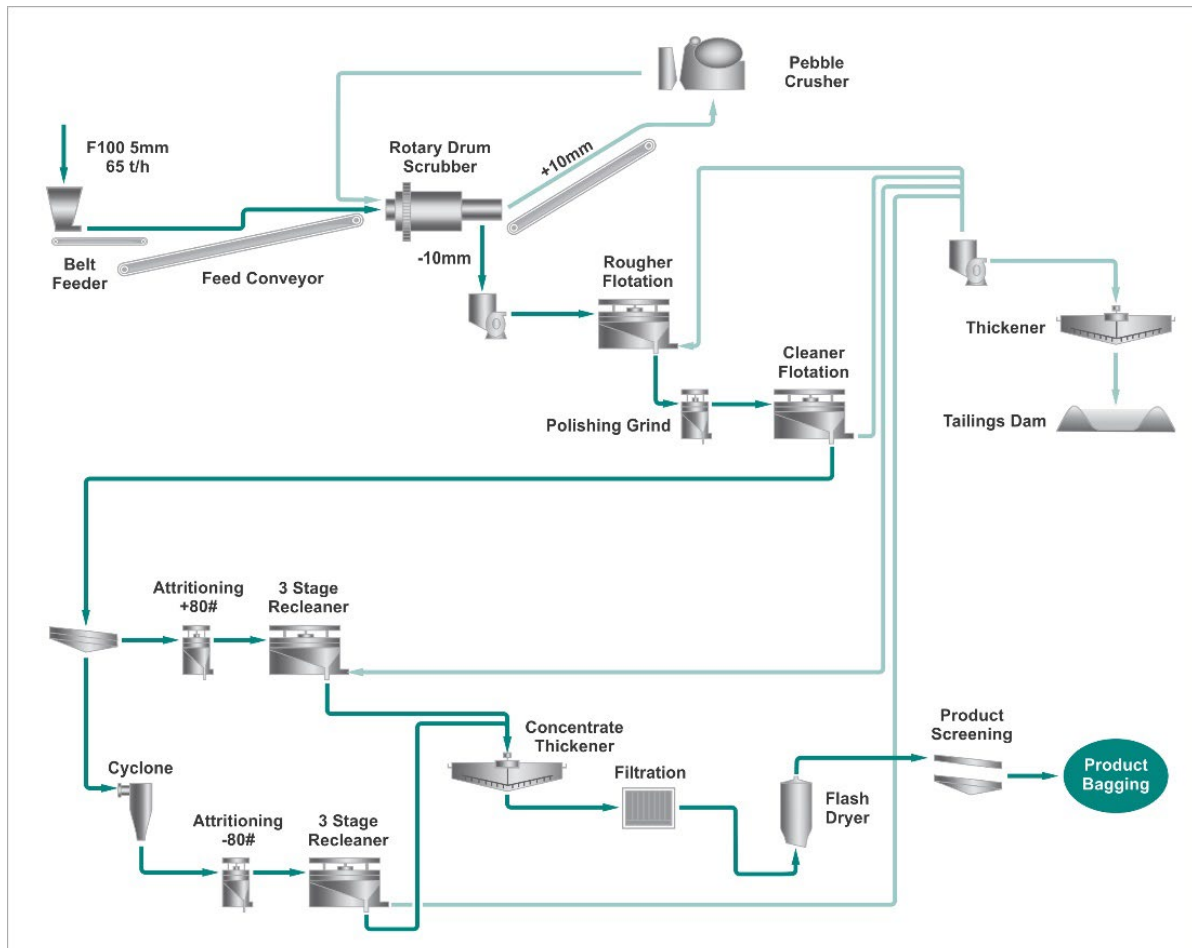 Pebble
Crusher
F100 5mm
65 t/h
Rotary Drum
Scrubber
+10mm
Belt
Feeder
Feed Conveyor
-10mm
Rougher
Flotation
Thickener
Cleaner
Flotation
Polishing Grind
Tailings Dam
Attritioning
+80#
3 Stage
Recleaner
Concentrate
Thickener
Product
Screening
Cyclone
Filtration
Flash
Dryer
Product
Bagging
Attritioning
-80#
3 Stage
Recleaner